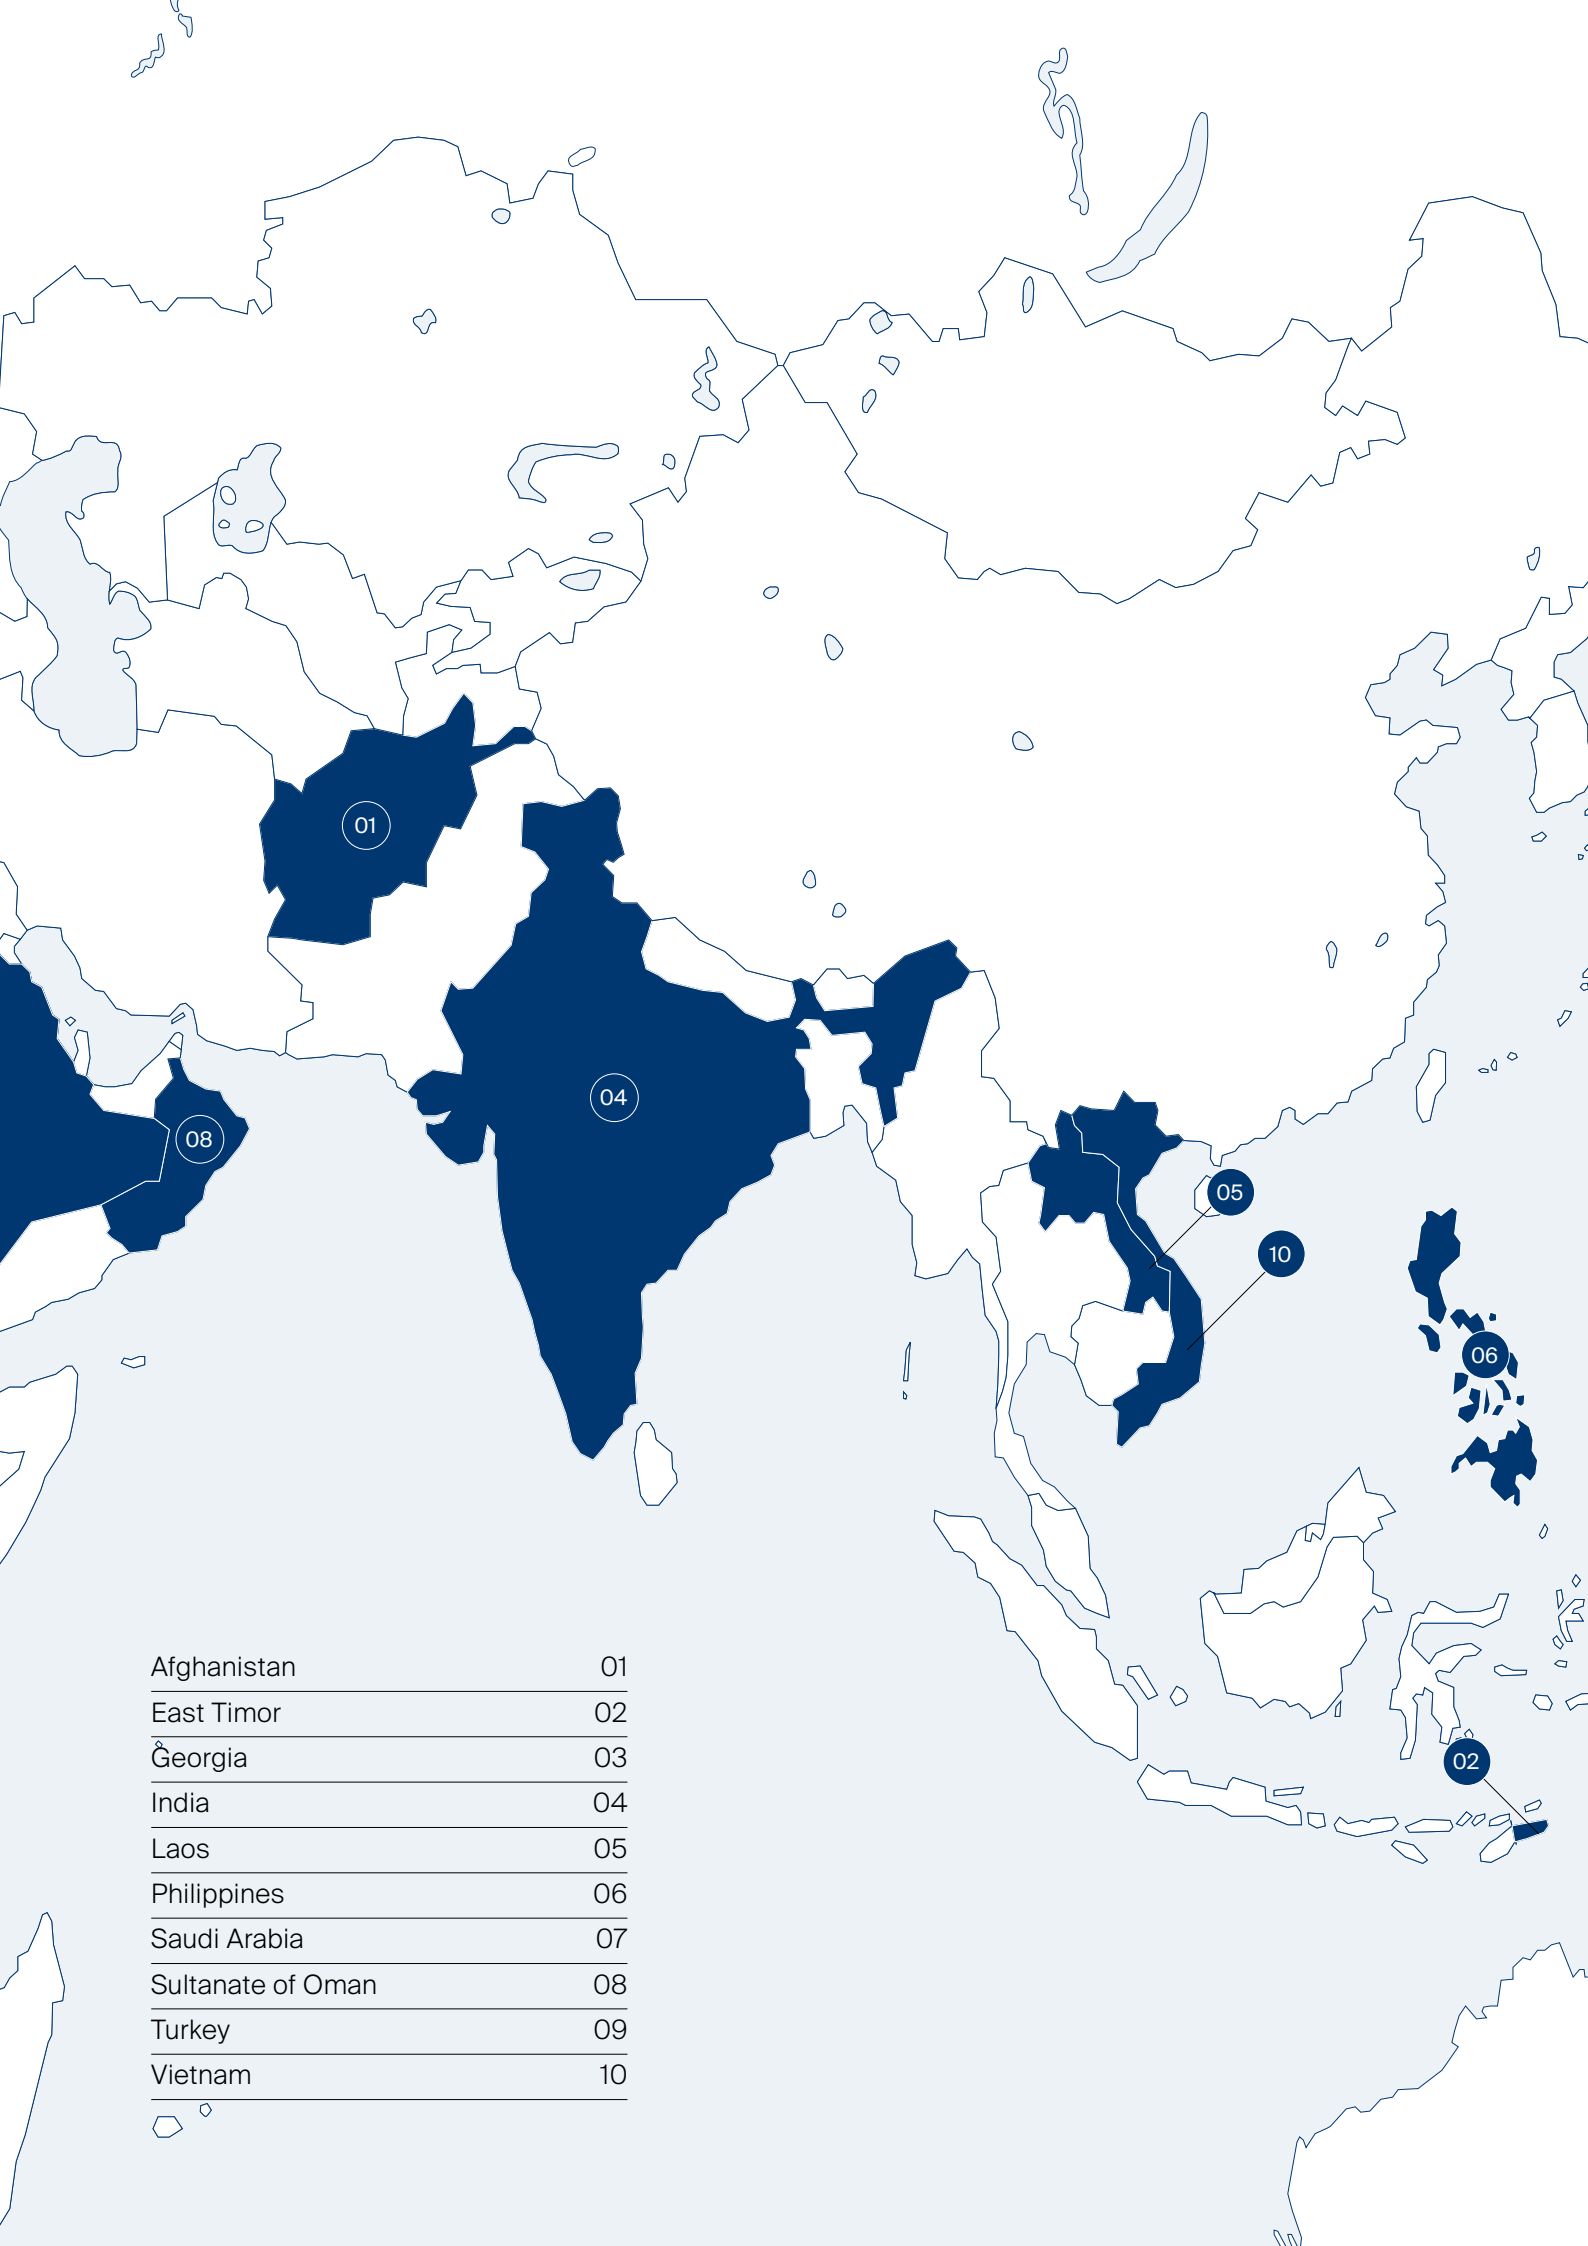 01
04
08
05
10
06
Afghanistan 01
East Timor 02
Georgia 03
India 04
Laos 05
Philippines 06
Saudi Arabia 07
Sultanate of Oman 08
Turkey 09
Vietnam 10
02